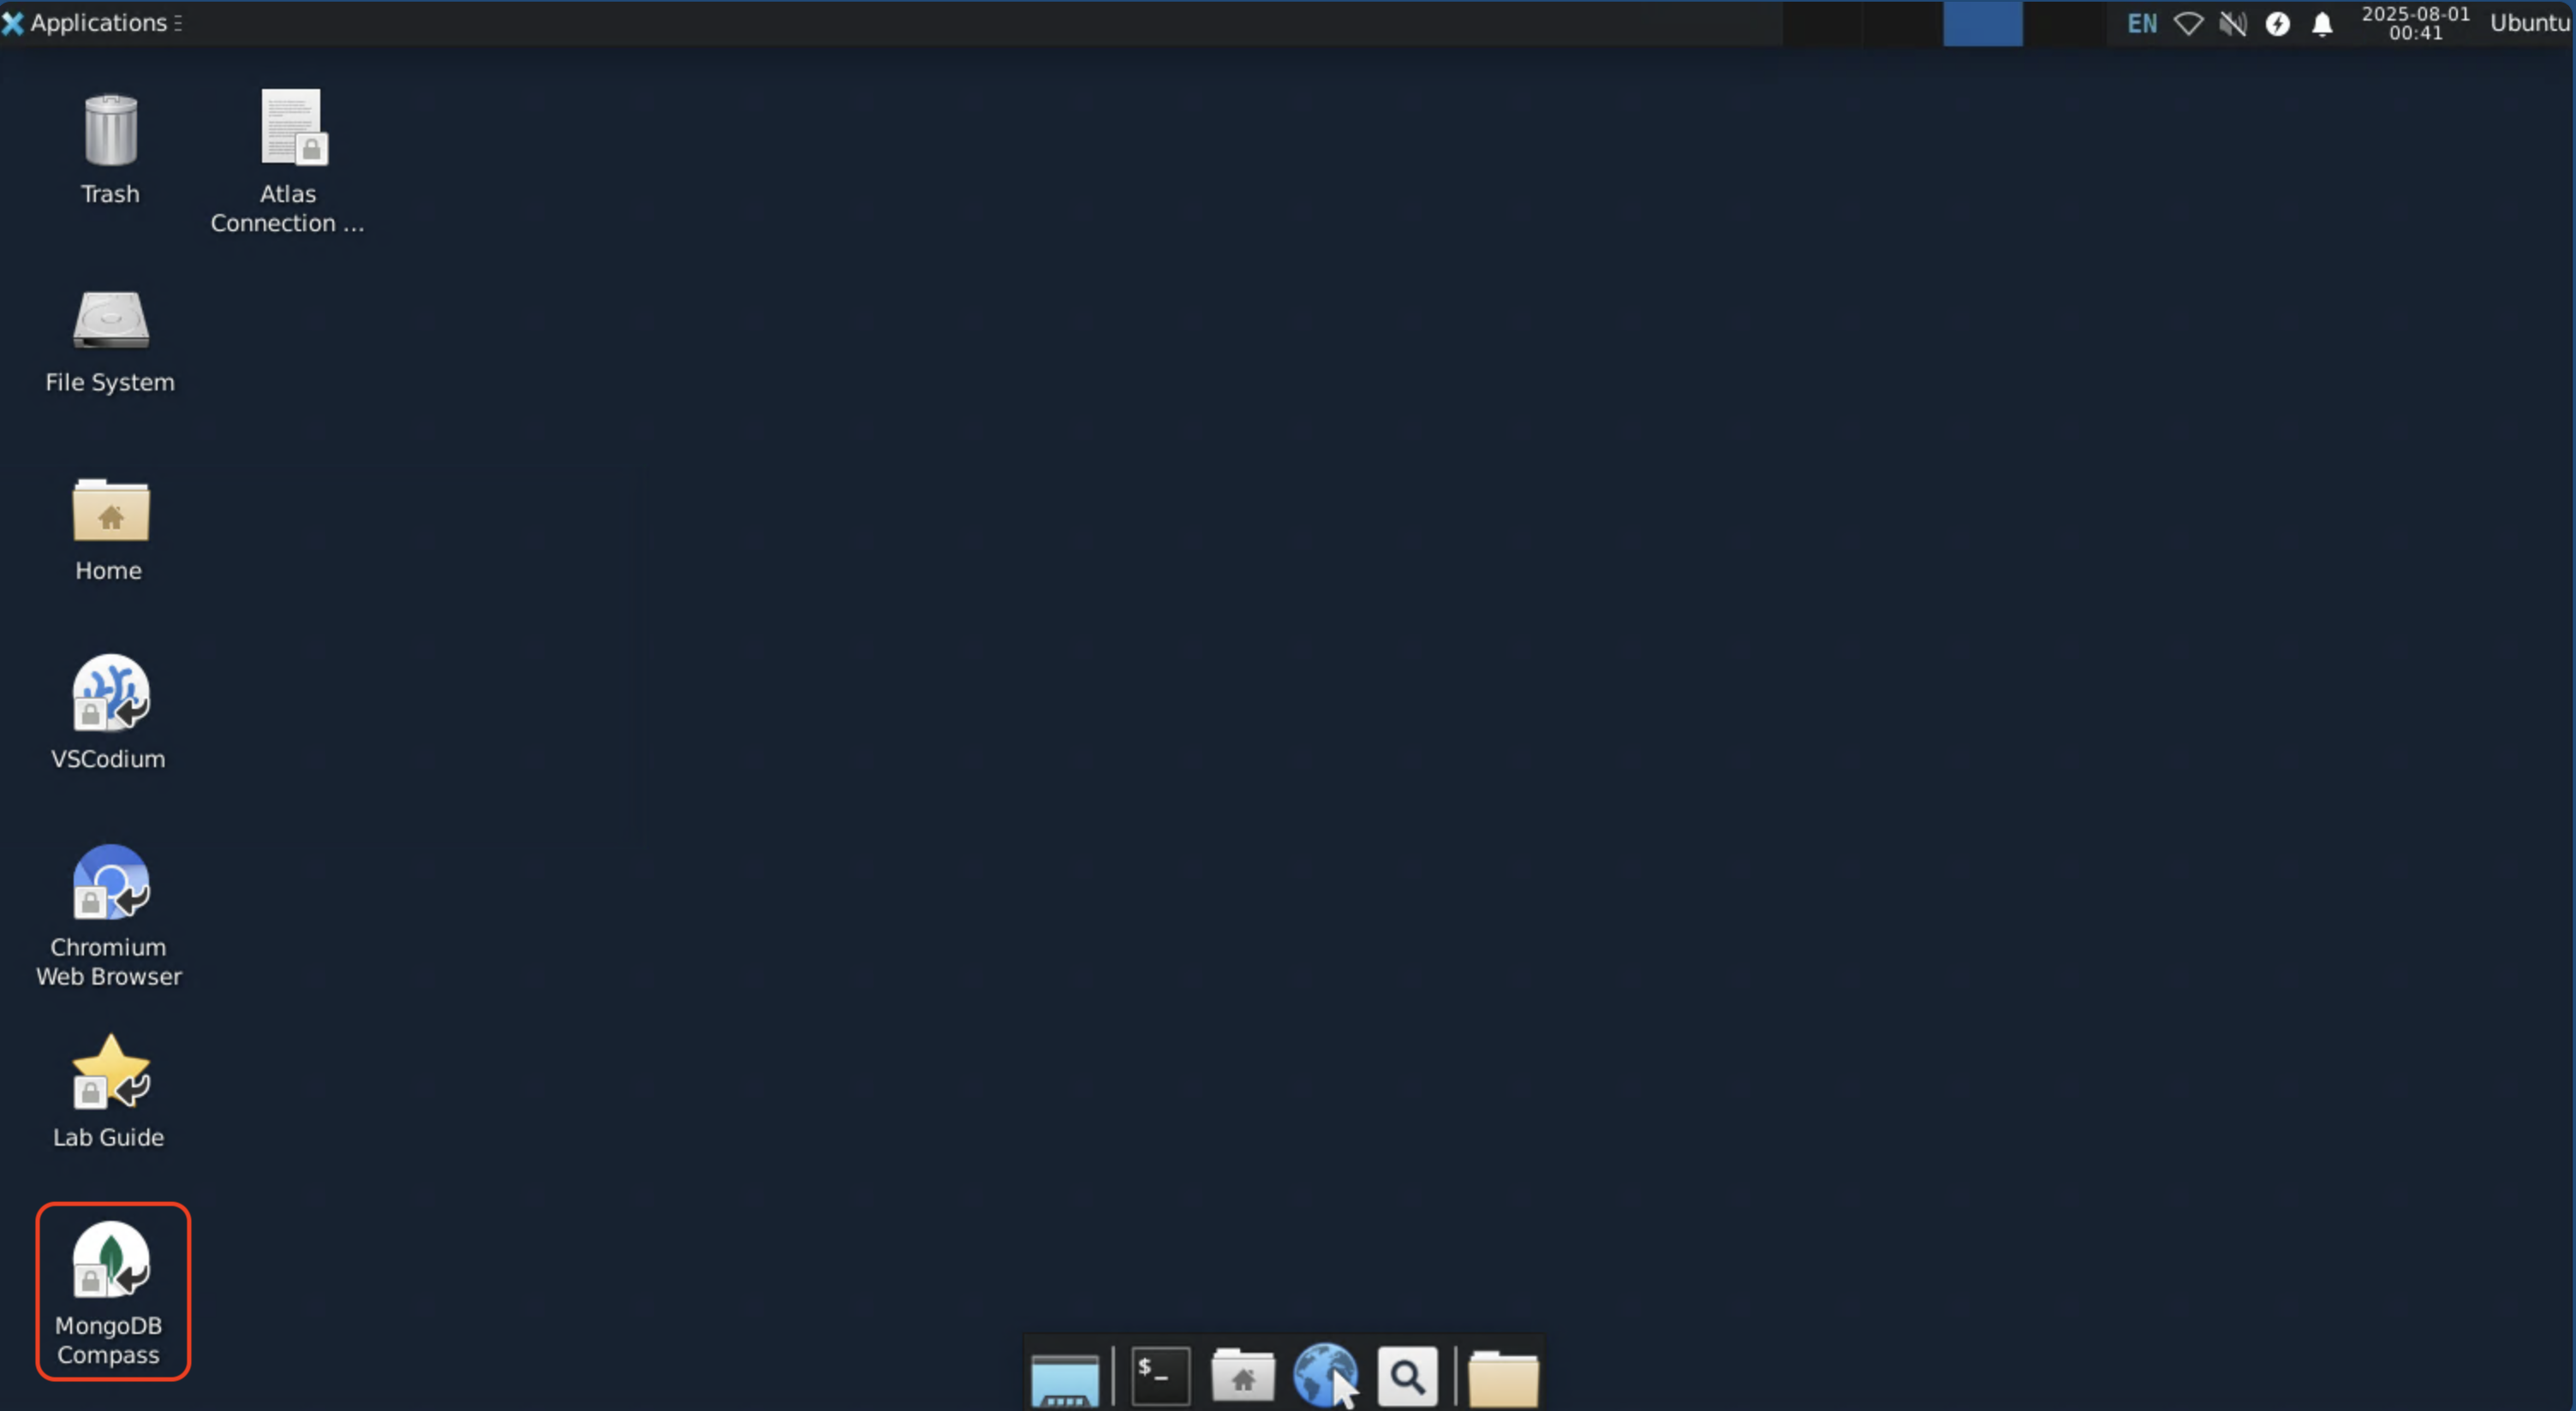 Applications
EN
2025-08-01
00:41
Ubuntu
Trash
Atlas
Connection ...
File System
Home
VSCodium
Chromium
Web Browser
Lab Guide
MongoDB
Compass
$_